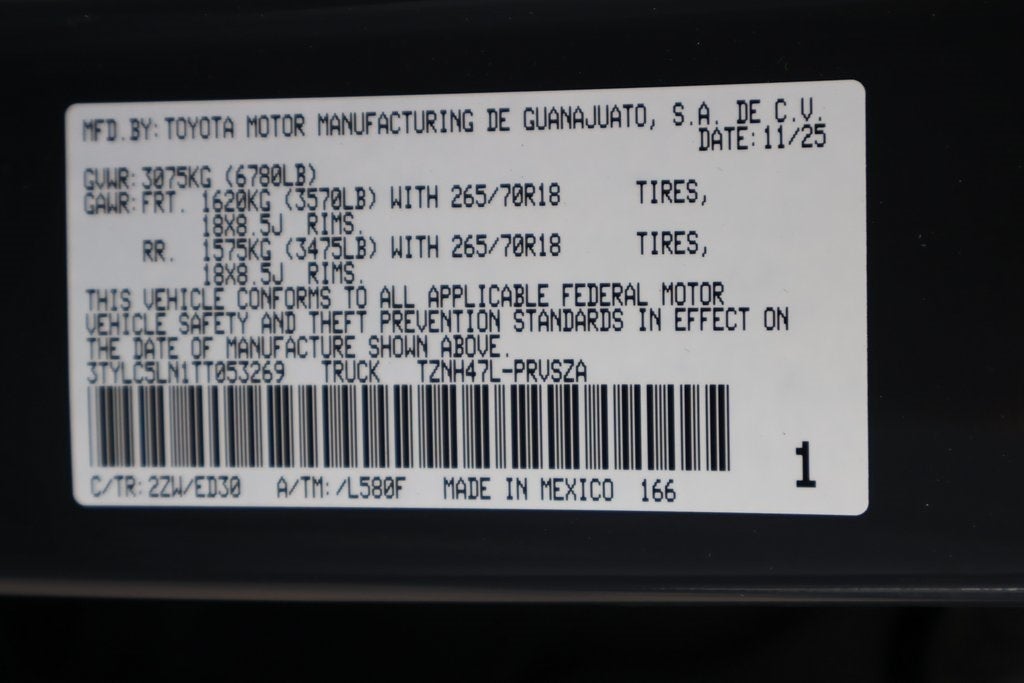 MFD.BY: TOYOTA MOTOR MANUFACTURING DE GUANAJUATO, S.A. DE C.V.
DATE: 11/25
GVWR: 3075KG (6780LB)
GAWR: FRT. 1620KG (3570LB) WITH 265/70R18 TIRES,
18X8.5J RIMS.
RR. 1575KG (3475LB) WITH 265/70R18 TIRES,
18X8.5J RIMS.
THIS VEHICLE CONFORMS TO ALL APPLICABLE FEDERAL MOTOR
VEHICLE SAFETY AND THEFT PREVENTION STANDARDS IN EFFECT ON
THE DATE OF MANUFACTURE SHOWN ABOVE.
3TYLC5LN1TT053269 TRUCK TZNH47L-PRVSZA
C/TR: 2ZW/ED30 A/TM: /L580F MADE IN MEXICO 166
1